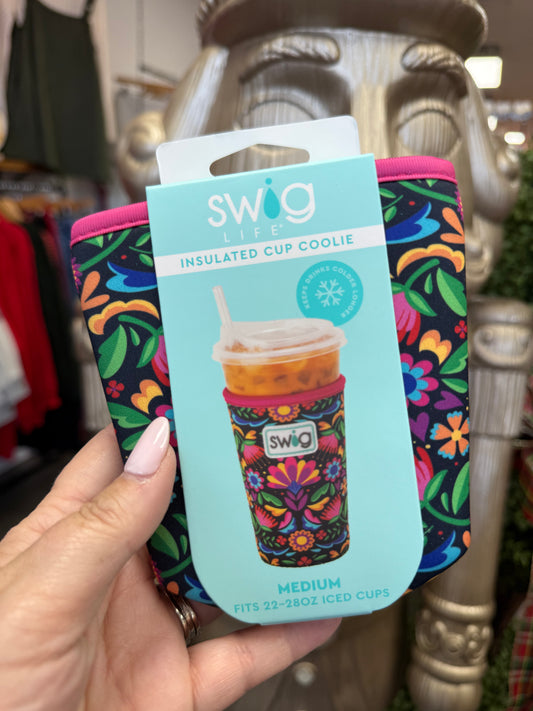 swig
LIFE
INSULATED CUP COOLIE
KEEPS DRINKS COLDER LONGER
swig
MEDIUM
FITS 22-28OZ ICED CUPS